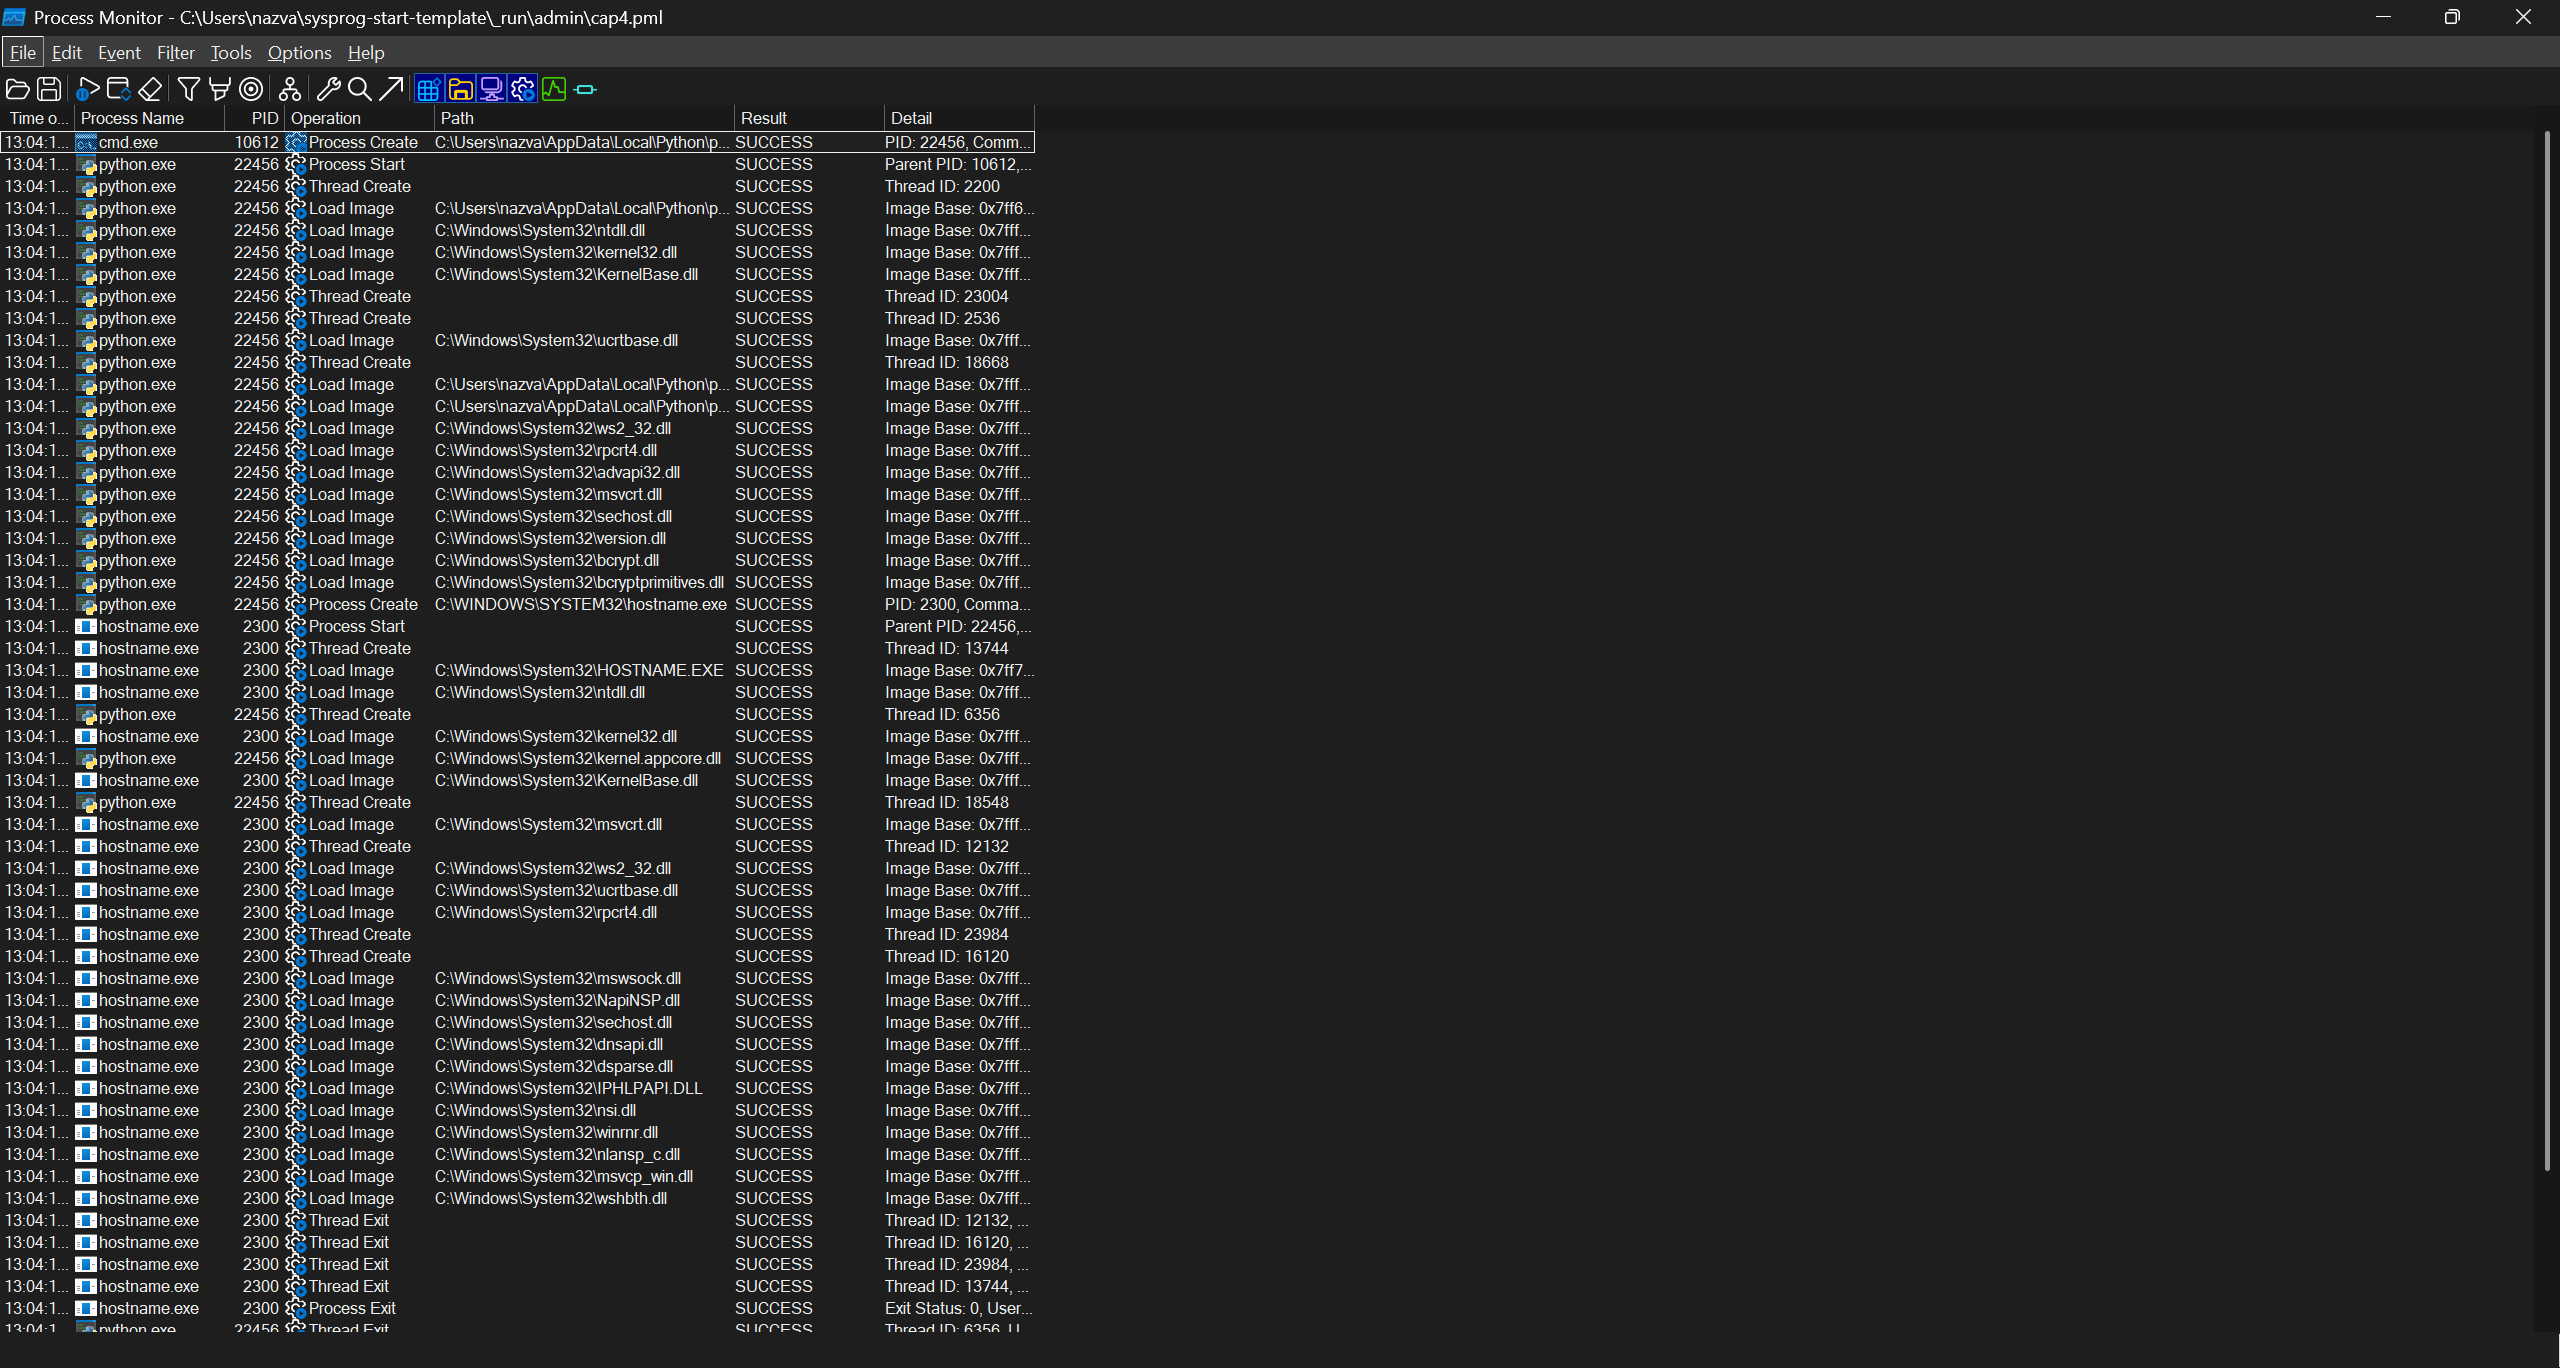 Process Monitor - C:\Users\nazva\sysprog-start-template\_run\admin\cap4.pml
File Edit Event Filter Tools Options Help
Time o... Process Name PID Operation Path Result Detail
13:04:1... cmd.exe 10612 Process Create C:\Users\nazva\AppData\Local\Python\p... SUCCESS PID: 22456, Comm...
13:04:1... python.exe 22456 Process Start SUCCESS Parent PID: 10612,...
13:04:1... python.exe 22456 Thread Create SUCCESS Thread ID: 2200
13:04:1... python.exe 22456 Load Image C:\Users\nazva\AppData\Local\Python\p... SUCCESS Image Base: 0x7ff6...
13:04:1... python.exe 22456 Load Image C:\Windows\System32\ntdll.dll SUCCESS Image Base: 0x7fff...
13:04:1... python.exe 22456 Load Image C:\Windows\System32\kernel32.dll SUCCESS Image Base: 0x7fff...
13:04:1... python.exe 22456 Load Image C:\Windows\System32\KernelBase.dll SUCCESS Image Base: 0x7fff...
13:04:1... python.exe 22456 Thread Create SUCCESS Thread ID: 23004
13:04:1... python.exe 22456 Thread Create SUCCESS Thread ID: 2536
13:04:1... python.exe 22456 Load Image C:\Windows\System32\ucrtbase.dll SUCCESS Image Base: 0x7fff...
13:04:1... python.exe 22456 Thread Create SUCCESS Thread ID: 18668
13:04:1... python.exe 22456 Load Image C:\Users\nazva\AppData\Local\Python\p... SUCCESS Image Base: 0x7fff...
13:04:1... python.exe 22456 Load Image C:\Users\nazva\AppData\Local\Python\p... SUCCESS Image Base: 0x7fff...
13:04:1... python.exe 22456 Load Image C:\Windows\System32\ws2_32.dll SUCCESS Image Base: 0x7fff...
13:04:1... python.exe 22456 Load Image C:\Windows\System32\rpcrt4.dll SUCCESS Image Base: 0x7fff...
13:04:1... python.exe 22456 Load Image C:\Windows\System32\advapi32.dll SUCCESS Image Base: 0x7fff...
13:04:1... python.exe 22456 Load Image C:\Windows\System32\msvcrt.dll SUCCESS Image Base: 0x7fff...
13:04:1... python.exe 22456 Load Image C:\Windows\System32\sechost.dll SUCCESS Image Base: 0x7fff...
13:04:1... python.exe 22456 Load Image C:\Windows\System32\version.dll SUCCESS Image Base: 0x7fff...
13:04:1... python.exe 22456 Load Image C:\Windows\System32\bcrypt.dll SUCCESS Image Base: 0x7fff...
13:04:1... python.exe 22456 Load Image C:\Windows\System32\bcryptprimitives.dll SUCCESS Image Base: 0x7fff...
13:04:1... python.exe 22456 Process Create C:\WINDOWS\SYSTEM32\hostname.exe SUCCESS PID: 2300, Comma...
13:04:1... hostname.exe 2300 Process Start SUCCESS Parent PID: 22456,...
13:04:1... hostname.exe 2300 Thread Create SUCCESS Thread ID: 13744
13:04:1... hostname.exe 2300 Load Image C:\Windows\System32\HOSTNAME.EXE SUCCESS Image Base: 0x7ff7...
13:04:1... hostname.exe 2300 Load Image C:\Windows\System32\ntdll.dll SUCCESS Image Base: 0x7fff...
13:04:1... python.exe 22456 Thread Create SUCCESS Thread ID: 6356
13:04:1... hostname.exe 2300 Load Image C:\Windows\System32\kernel32.dll SUCCESS Image Base: 0x7fff...
13:04:1... python.exe 22456 Load Image C:\Windows\System32\kernel.appcore.dll SUCCESS Image Base: 0x7fff...
13:04:1... hostname.exe 2300 Load Image C:\Windows\System32\KernelBase.dll SUCCESS Image Base: 0x7fff...
13:04:1... python.exe 22456 Thread Create SUCCESS Thread ID: 18548
13:04:1... hostname.exe 2300 Load Image C:\Windows\System32\msvcrt.dll SUCCESS Image Base: 0x7fff...
13:04:1... hostname.exe 2300 Thread Create SUCCESS Thread ID: 12132
13:04:1... hostname.exe 2300 Load Image C:\Windows\System32\ws2_32.dll SUCCESS Image Base: 0x7fff...
13:04:1... hostname.exe 2300 Load Image C:\Windows\System32\ucrtbase.dll SUCCESS Image Base: 0x7fff...
13:04:1... hostname.exe 2300 Load Image C:\Windows\System32\rpcrt4.dll SUCCESS Image Base: 0x7fff...
13:04:1... hostname.exe 2300 Thread Create SUCCESS Thread ID: 23984
13:04:1... hostname.exe 2300 Thread Create SUCCESS Thread ID: 16120
13:04:1... hostname.exe 2300 Load Image C:\Windows\System32\mswsock.dll SUCCESS Image Base: 0x7fff...
13:04:1... hostname.exe 2300 Load Image C:\Windows\System32\NapiNSP.dll SUCCESS Image Base: 0x7fff...
13:04:1... hostname.exe 2300 Load Image C:\Windows\System32\sechost.dll SUCCESS Image Base: 0x7fff...
13:04:1... hostname.exe 2300 Load Image C:\Windows\System32\dnsapi.dll SUCCESS Image Base: 0x7fff...
13:04:1... hostname.exe 2300 Load Image C:\Windows\System32\dsparse.dll SUCCESS Image Base: 0x7fff...
13:04:1... hostname.exe 2300 Load Image C:\Windows\System32\IPHLPAPI.DLL SUCCESS Image Base: 0x7fff...
13:04:1... hostname.exe 2300 Load Image C:\Windows\System32\nsi.dll SUCCESS Image Base: 0x7fff...
13:04:1... hostname.exe 2300 Load Image C:\Windows\System32\winrnr.dll SUCCESS Image Base: 0x7fff...
13:04:1... hostname.exe 2300 Load Image C:\Windows\System32\nlansp_c.dll SUCCESS Image Base: 0x7fff...
13:04:1... hostname.exe 2300 Load Image C:\Windows\System32\msvcp_win.dll SUCCESS Image Base: 0x7fff...
13:04:1... hostname.exe 2300 Load Image C:\Windows\System32\wshbth.dll SUCCESS Image Base: 0x7fff...
13:04:1... hostname.exe 2300 Thread Exit SUCCESS Thread ID: 12132, ...
13:04:1... hostname.exe 2300 Thread Exit SUCCESS Thread ID: 16120, ...
13:04:1... hostname.exe 2300 Thread Exit SUCCESS Thread ID: 23984, ...
13:04:1... hostname.exe 2300 Thread Exit SUCCESS Thread ID: 13744, ...
13:04:1... hostname.exe 2300 Process Exit SUCCESS Exit Status: 0, User...
13:04:1... python.exe 22456 Thread Exit SUCCESS Thread ID: 6356, U...